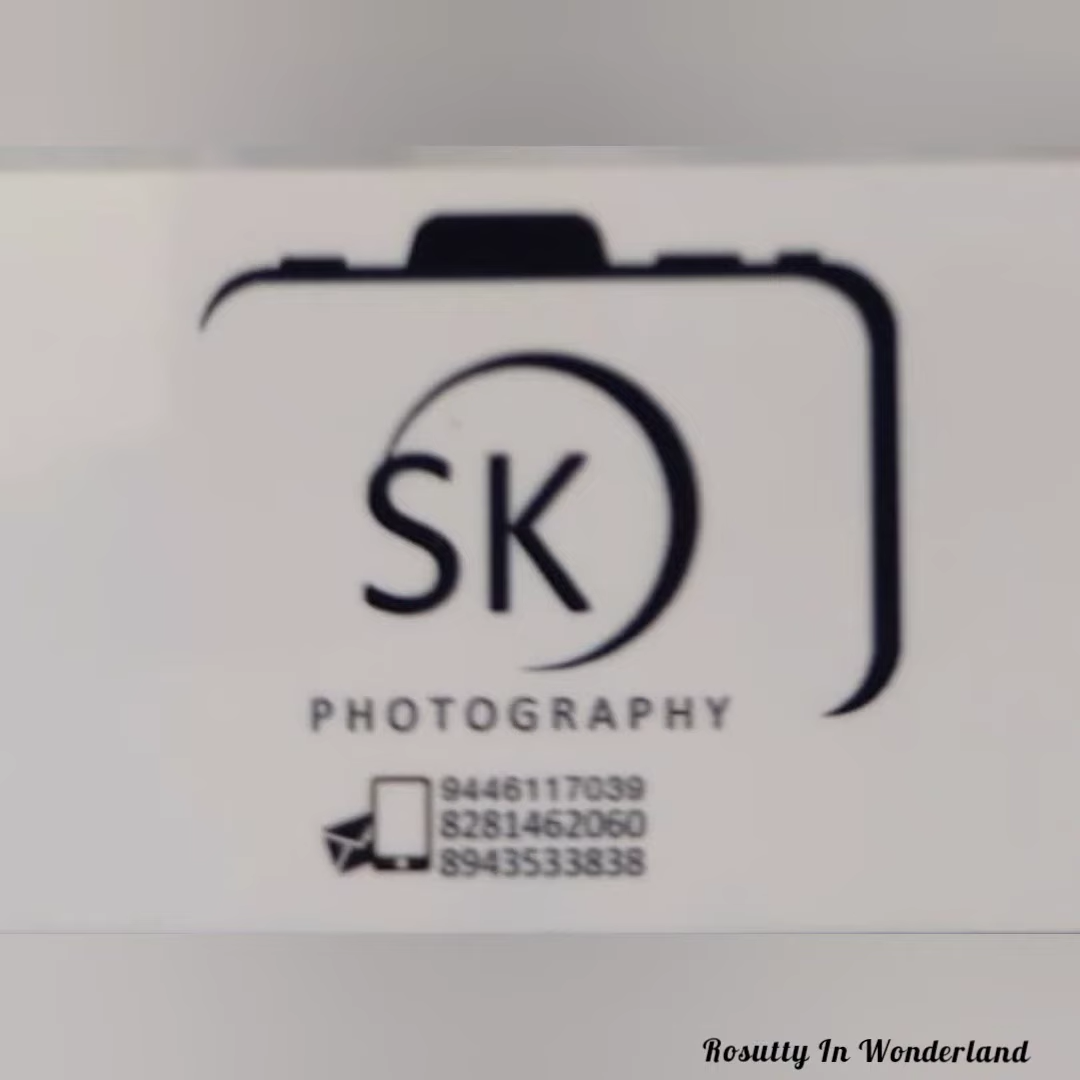 SK
PHOTOGRAPHY
9446117039
8281462060
8943533838
Rosutty In Wonderland